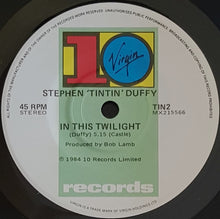 10
Virgin
STEPHEN 'TINTIN' DUFFY
45 RPM
STEREO
TIN2
MX213566
IN THIS TWILIGHT
(Duffy) 5.15 (Castle)
Produced by Bob Lamb
℗ 1984 10 Records Limited
records